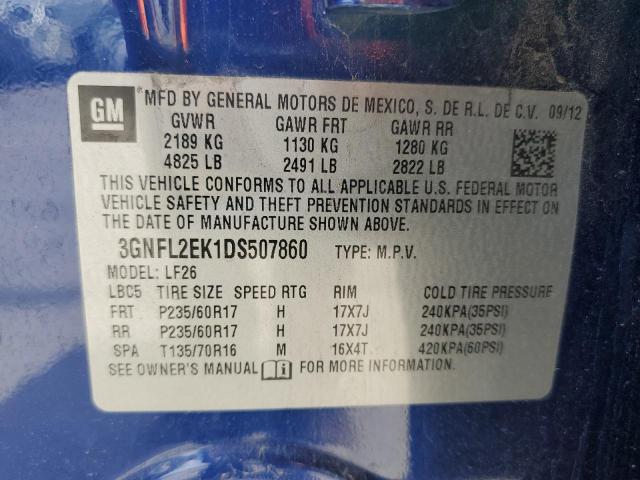 GM MFD BY GENERAL MOTORS DE MEXICO, S. DE R.L. DE C.V. 09/12
GVWR GAWR FRT GAWR RR
2189 KG 1130 KG 1280 KG
4825 LB 2491 LB 2822 LB
THIS VEHICLE CONFORMS TO ALL APPLICABLE U.S. FEDERAL MOTOR
VEHICLE SAFETY AND THEFT PREVENTION STANDARDS IN EFFECT ON
THE DATE OF MANUFACTURE SHOWN ABOVE.
3GNFL2EK1DS507860 TYPE: M.P.V.
MODEL: LF26
LBC5 TIRE SIZE SPEED RTG RIM COLD TIRE PRESSURE
FRT P235/60R17 H 17X7J 240KPA(35PSI)
RR P235/60R17 H 17X7J 240KPA(35PSI)
SPA T135/70R16 M 16X4T 420KPA(60PSI)
SEE OWNER'S MANUAL i FOR MORE INFORMATION.